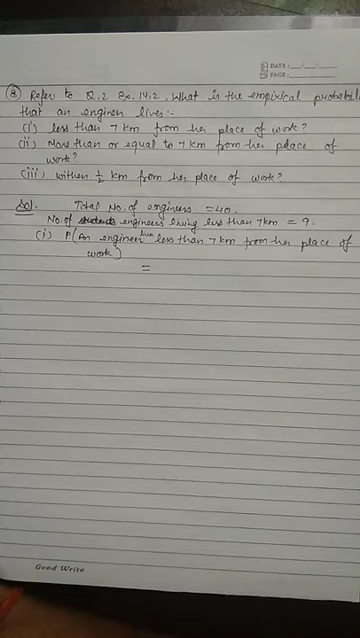 DATE: __/__/__
PAGE:
(8) Refer to Q.2 Ex. 14.2. What is the empirical probabil
that an engineer lives:-
(i) less than 7 km from her place of work?
(ii) More than or equal to 7 km from her place of
work?
(iii) within ½ km from her place of work?
Sol. Total No. of engineers = 40.
No. of engineers living less than 7km = 9.
(i) P(An engineer less than 7 km from her place of
work)
=
Good Write